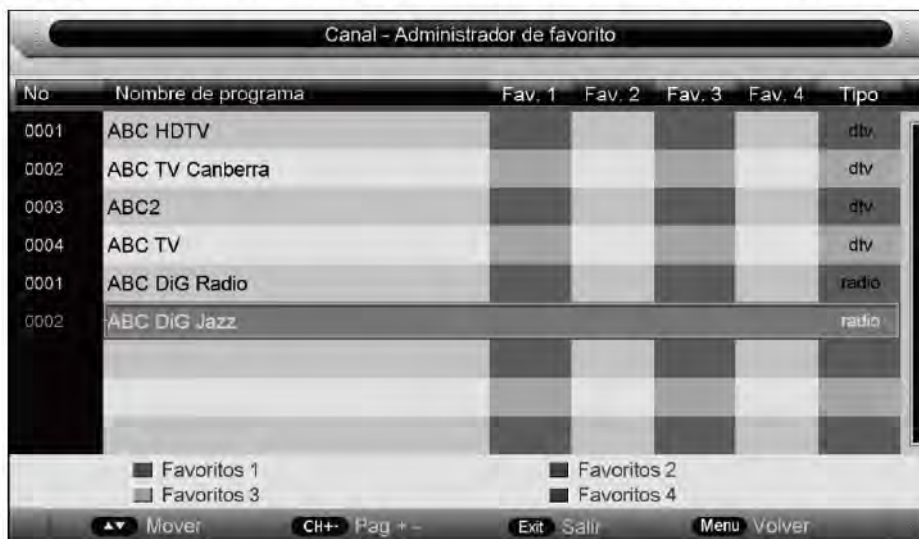 Canal - Administrador de favorito
No Nombre de programa Fav. 1 Fav. 2 Fav. 3 Fav. 4 Tipo
0001 ABC HDTV dtv
0002 ABC TV Canberra dtv
0003 ABC2 dtv
0004 ABC TV dtv
0001 ABC DiG Radio radio
0002 ABC DiG Jazz radio
Favoritos 1 Favoritos 2
Favoritos 3 Favoritos 4
Mover CH+- Pag + - Exit Salir Menu Volver